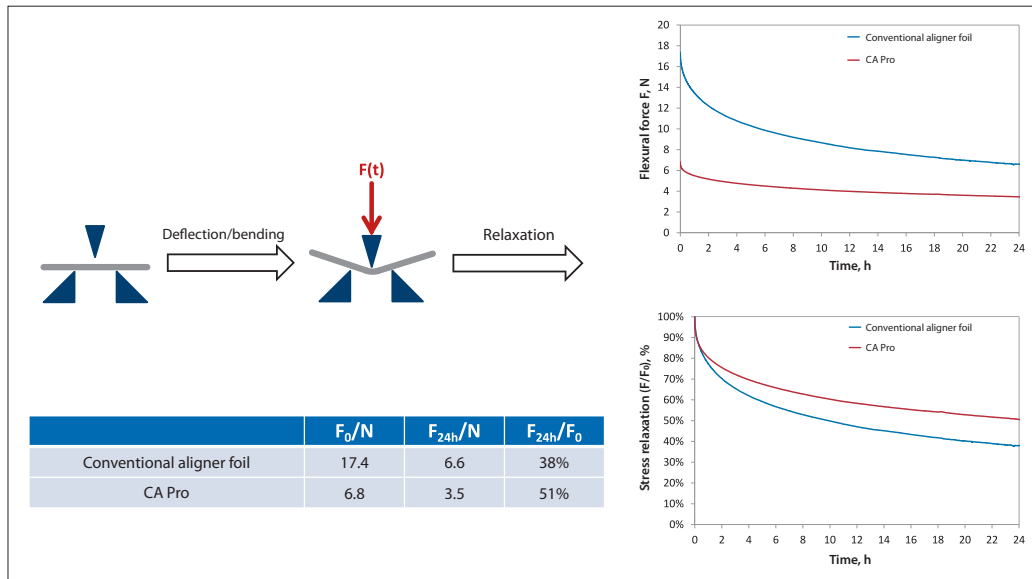 F(t)
Deflection/bending
Relaxation
F₀/N F₂₄ₕ/N F₂₄ₕ/F₀
Conventional aligner foil 17.4 6.6 38%
CA Pro 6.8 3.5 51%
Flexural force F, N
20
18
16
14
12
10
8
6
4
2
0
Conventional aligner foil
CA Pro
0 2 4 6 8 10 12 14 16 18 20 22 24
Time, h
Stress relaxation (F/F₀), %
100%
90%
80%
70%
60%
50%
40%
30%
20%
10%
0%
Conventional aligner foil
CA Pro
0 2 4 6 8 10 12 14 16 18 20 22 24
Time, h